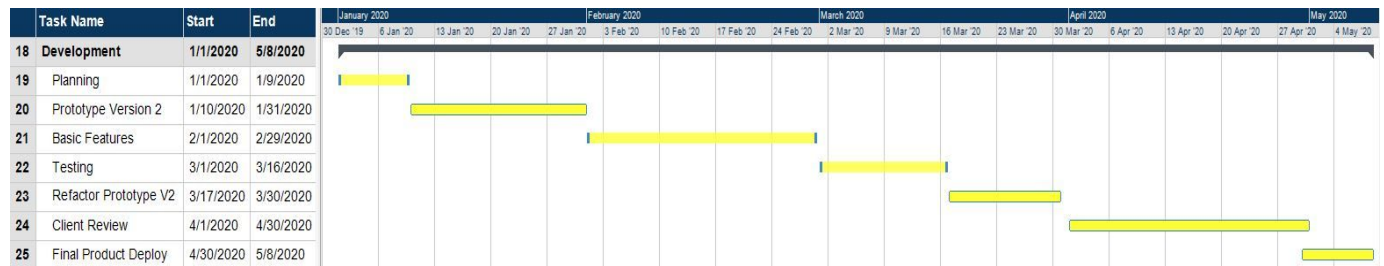 Task Name Start End January 2020 February 2020 March 2020 April 2020 May 2020
30 Dec '19 6 Jan '20 13 Jan '20 20 Jan '20 27 Jan '20 3 Feb '20 10 Feb '20 17 Feb '20 24 Feb '20 2 Mar '20 9 Mar '20 16 Mar '20 23 Mar '20 30 Mar '20 6 Apr '20 13 Apr '20 20 Apr '20 27 Apr '20 4 May '20
18 Development 1/1/2020 5/8/2020
19 Planning 1/1/2020 1/9/2020
20 Prototype Version 2 1/10/2020 1/31/2020
21 Basic Features 2/1/2020 2/29/2020
22 Testing 3/1/2020 3/16/2020
23 Refactor Prototype V2 3/17/2020 3/30/2020
24 Client Review 4/1/2020 4/30/2020
25 Final Product Deploy 4/30/2020 5/8/2020